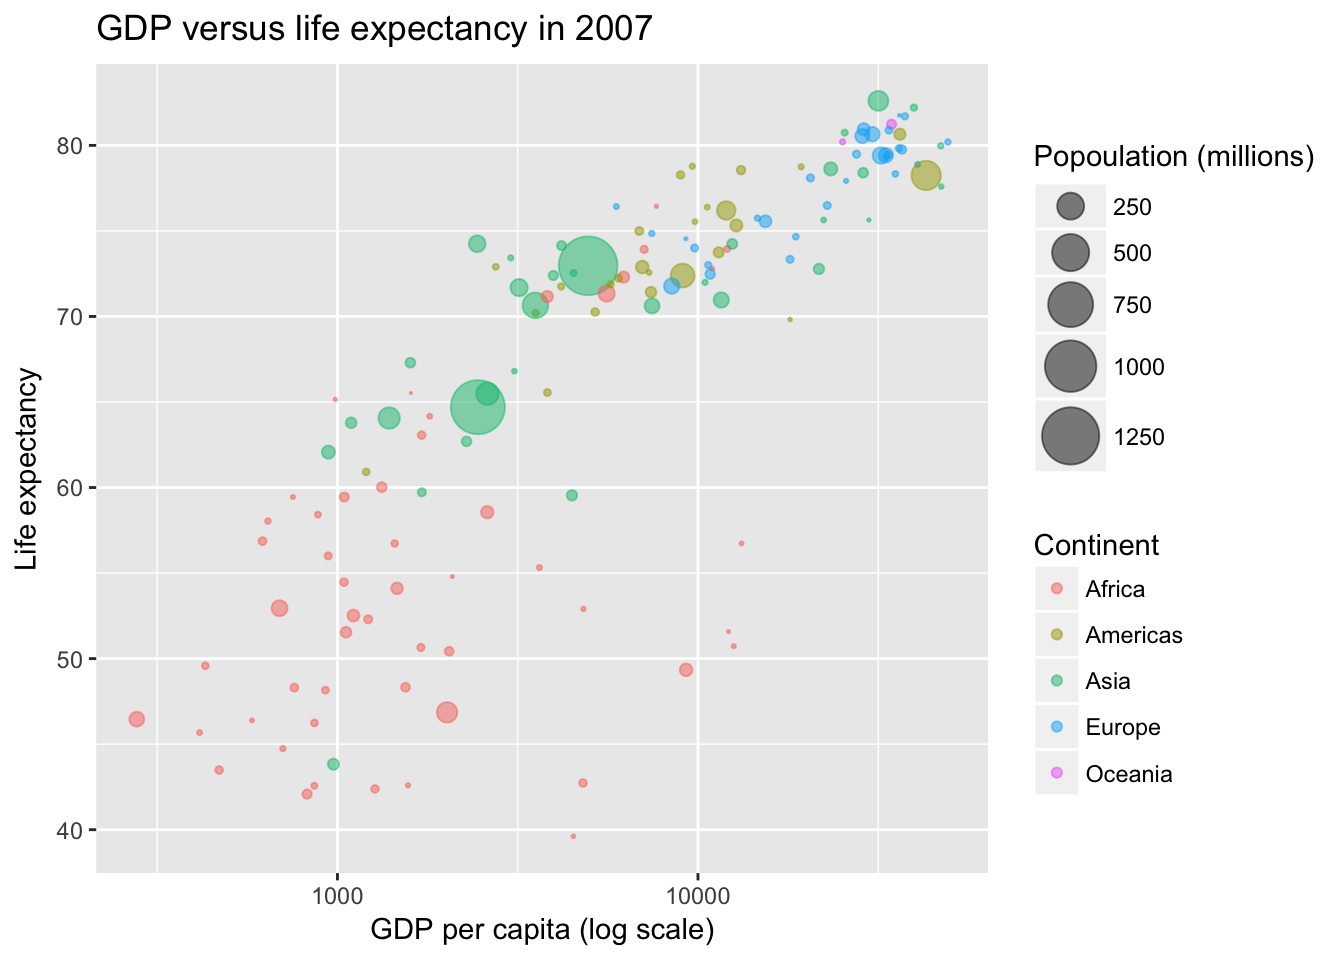 GDP versus life expectancy in 2007
80
70
60
50
40
Life expectancy
1000
10000
GDP per capita (log scale)
Popoulation (millions)
250
500
750
1000
1250
Continent
Africa
Americas
Asia
Europe
Oceania